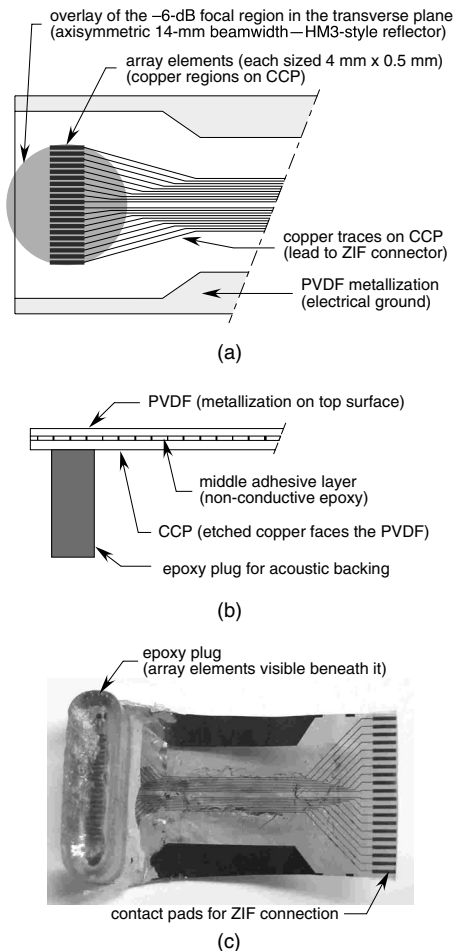 overlay of the –6-dB focal region in the transverse plane
(axisymmetric 14-mm beamwidth—HM3-style reflector)
array elements (each sized 4 mm x 0.5 mm)
(copper regions on CCP)
copper traces on CCP
(lead to ZIF connector)
PVDF metallization
(electrical ground)
(a)
PVDF (metallization on top surface)
middle adhesive layer
(non-conductive epoxy)
CCP (etched copper faces the PVDF)
epoxy plug for acoustic backing
(b)
epoxy plug
(array elements visible beneath it)
contact pads for ZIF connection
(c)